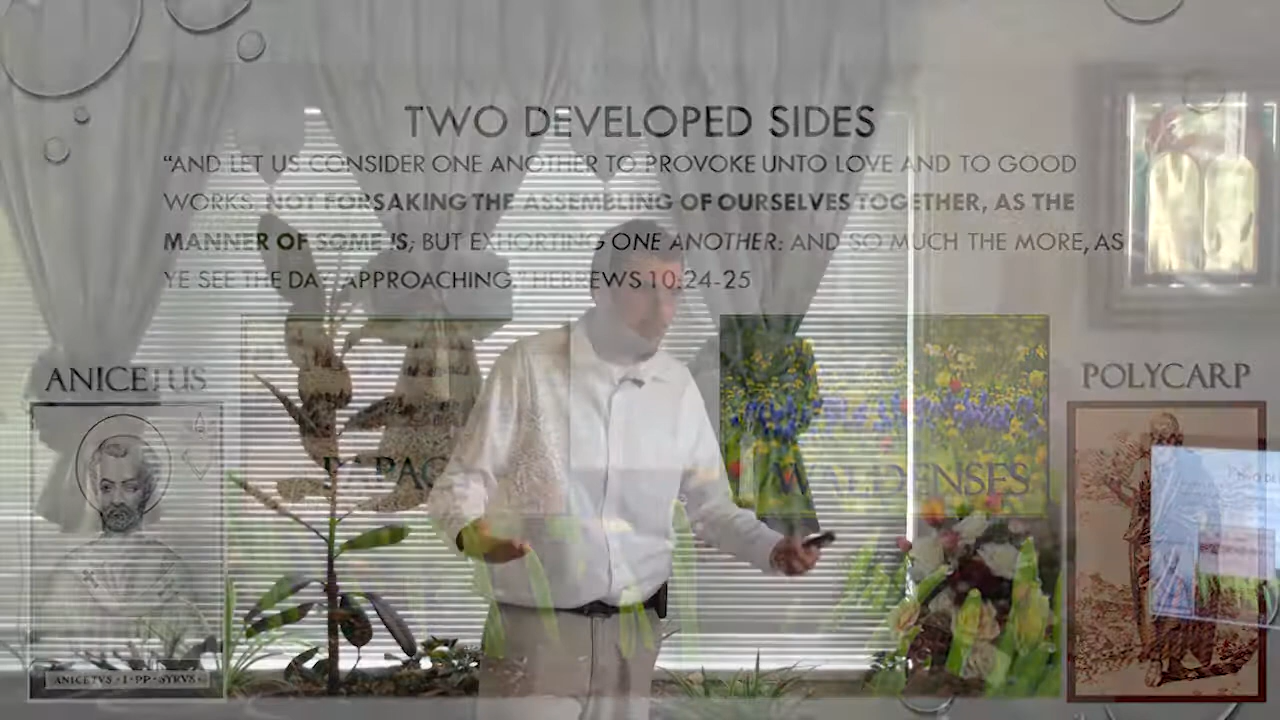 TWO DEVELOPED SIDES
“AND LET US CONSIDER ONE ANOTHER TO PROVOKE UNTO LOVE AND TO GOOD
WORKS, NOT FORSAKING THE ASSEMBLING OF OURSELVES TOGETHER, AS THE
MANNER OF SOME IS; BUT EXHORTING ONE ANOTHER: AND SO MUCH THE MORE, AS
YE SEE THE DAY APPROACHING.” HEBREWS 10:24-25
ANICETUS
POLYCARP
WALDENSES
ANICETVS · I · PP · SYRVS